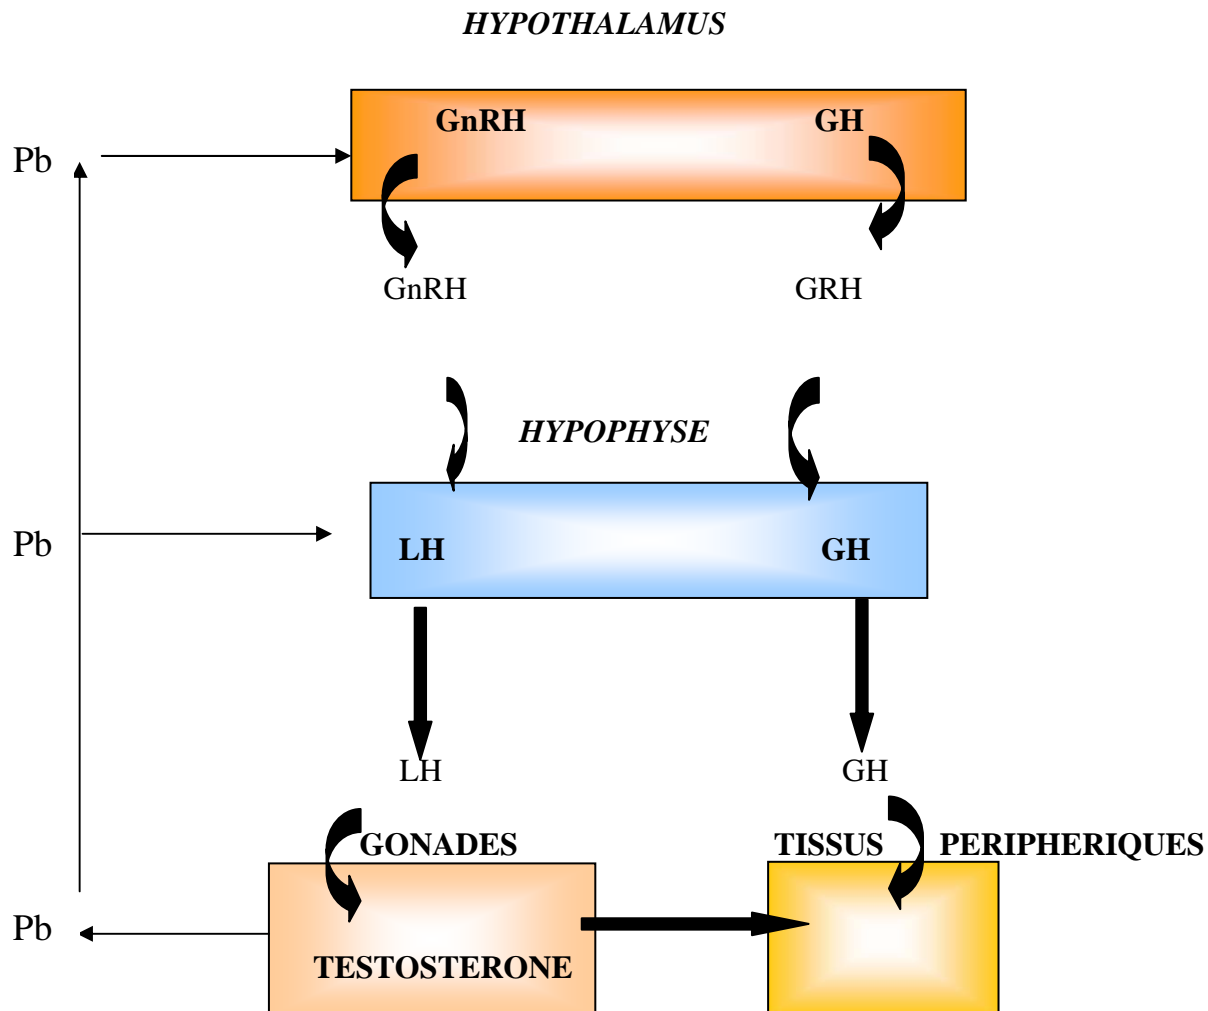 HYPOTHALAMUS
GnRH GH
Pb
GnRH GRH
HYPOPHYSE
Pb LH GH
LH GH
GONADES TISSUS PERIPHERIQUES
Pb
TESTOSTERONE